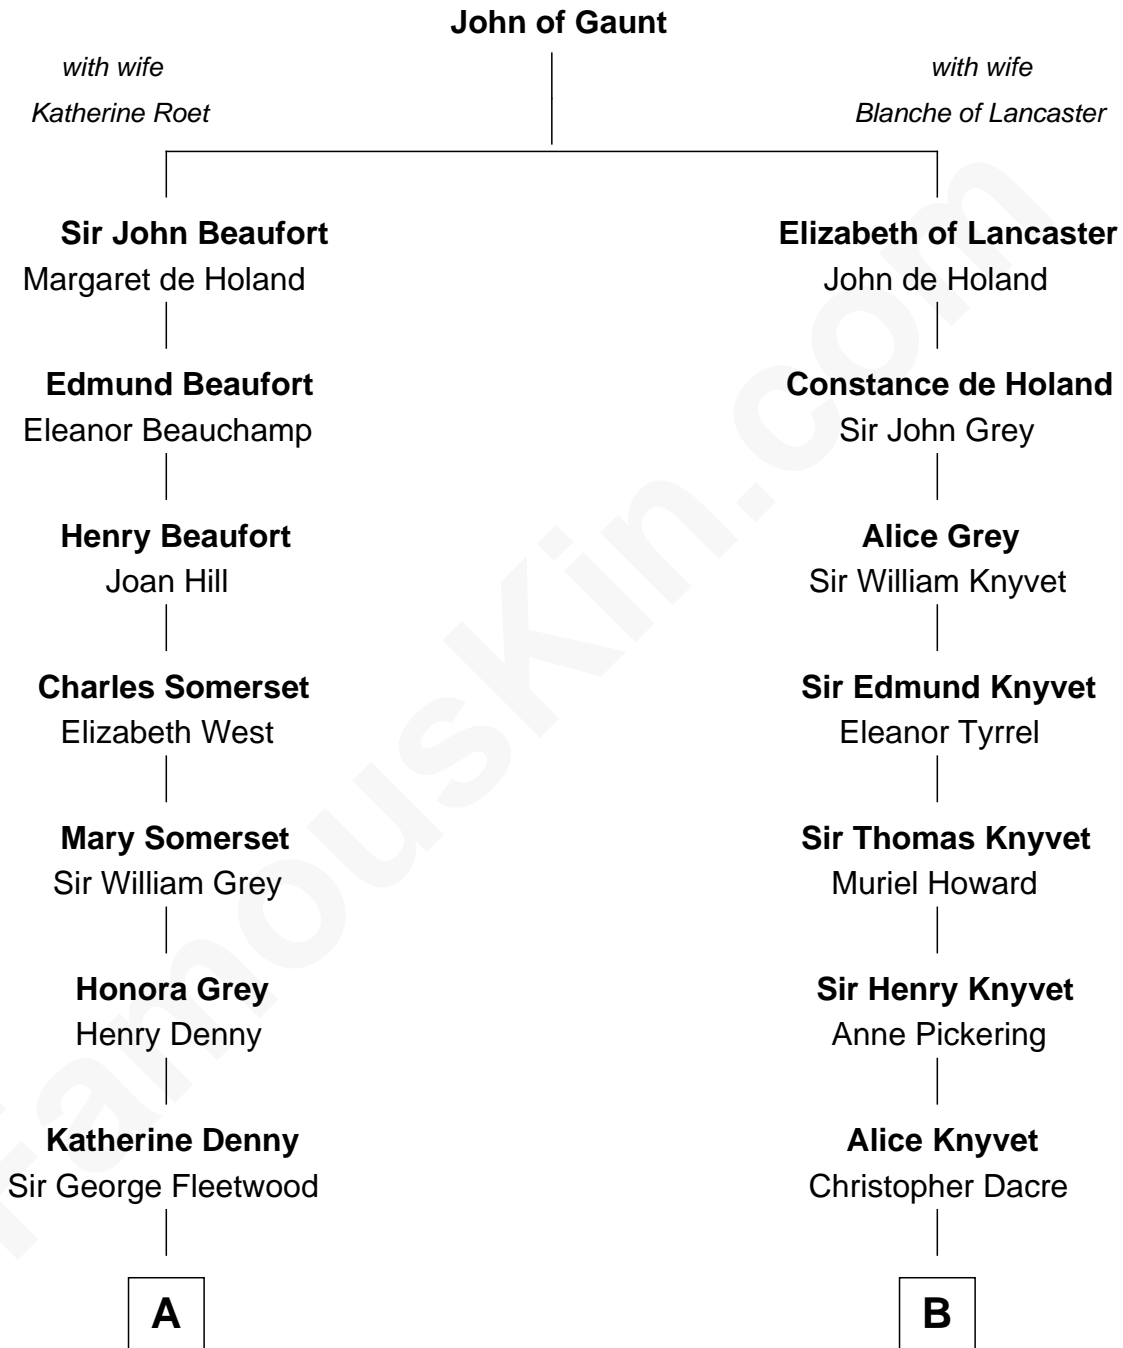 John of Gaunt
with wife
Katherine Roet
with wife
Blanche of Lancaster
Sir John Beaufort
Margaret de Holand
Elizabeth of Lancaster
John de Holand
Edmund Beaufort
Eleanor Beauchamp
Constance de Holand
Sir John Grey
Henry Beaufort
Joan Hill
Alice Grey
Sir William Knyvet
Charles Somerset
Elizabeth West
Sir Edmund Knyvet
Eleanor Tyrrel
Mary Somerset
Sir William Grey
Sir Thomas Knyvet
Muriel Howard
Honora Grey
Henry Denny
Sir Henry Knyvet
Anne Pickering
Katherine Denny
Sir George Fleetwood
Alice Knyvet
Christopher Dacre
A
B
FamousKin.com